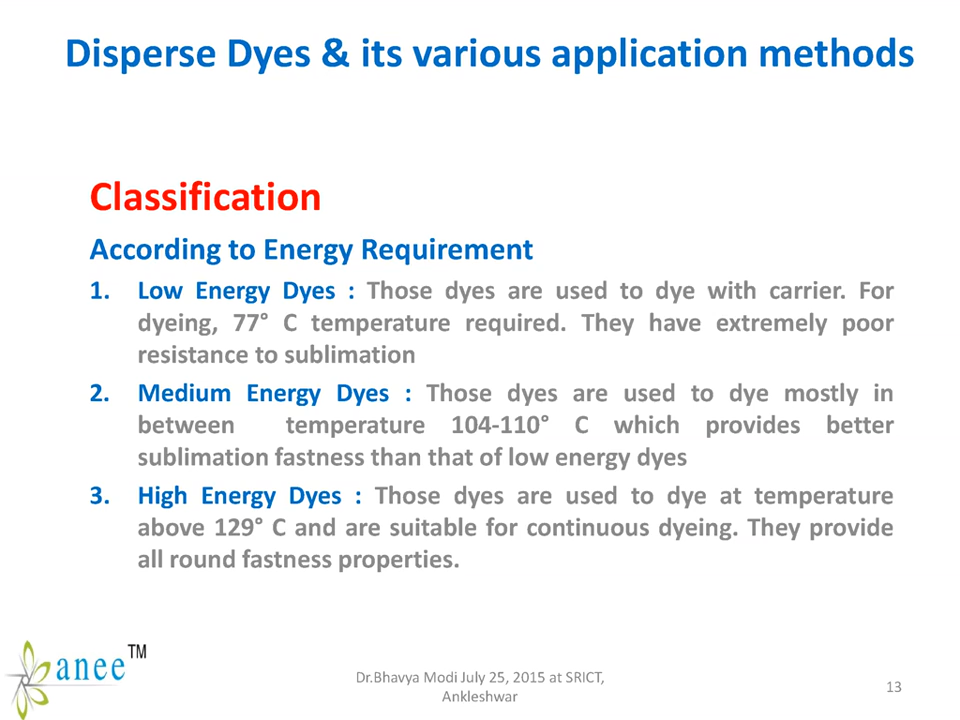 Disperse Dyes & its various application methods
Classification
According to Energy Requirement
1. Low Energy Dyes : Those dyes are used to dye with carrier. For
dyeing, 77° C temperature required. They have extremely poor
resistance to sublimation
2. Medium Energy Dyes : Those dyes are used to dye mostly in
between temperature 104-110° C which provides better
sublimation fastness than that of low energy dyes
3. High Energy Dyes : Those dyes are used to dye at temperature
above 129° C and are suitable for continuous dyeing. They provide
all round fastness properties.
anee TM
Dr.Bhavya Modi July 25, 2015 at SRICT,
Ankleshwar
13